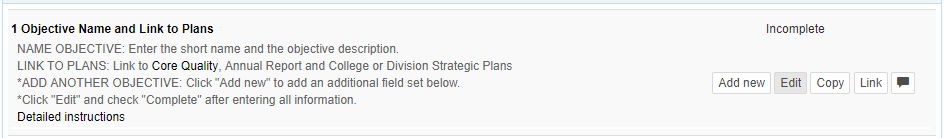 1 Objective Name and Link to Plans
Incomplete
NAME OBJECTIVE: Enter the short name and the objective description.
LINK TO PLANS: Link to Core Quality, Annual Report and College or Division Strategic Plans
*ADD ANOTHER OBJECTIVE: Click "Add new" to add an additional field set below.
Add new Edit Copy Link
*Click "Edit" and check "Complete" after entering all information.
Detailed instructions